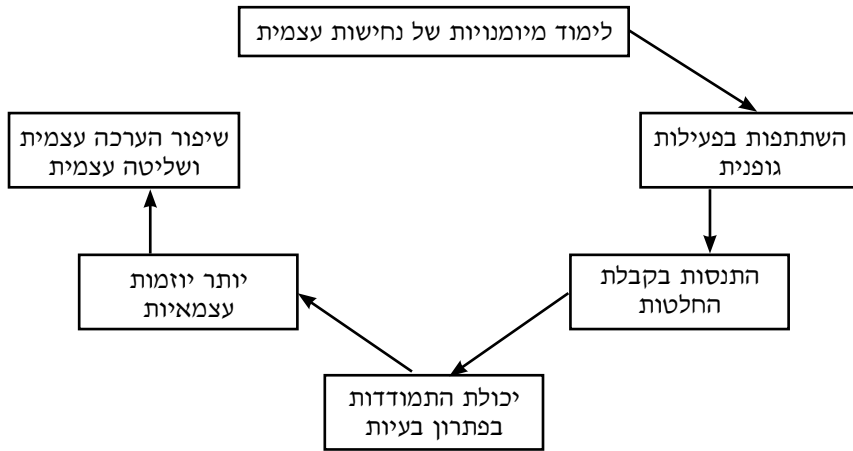 לימוד מיומנויות של נחישות עצמית
השתתפות בפעילות
גופנית
התנסות בקבלת
החלטות
יכולת התמודדות
בפתרון בעיות
יותר יוזמות
עצמאיות
שיפור הערכה עצמית
ושליטה עצמית